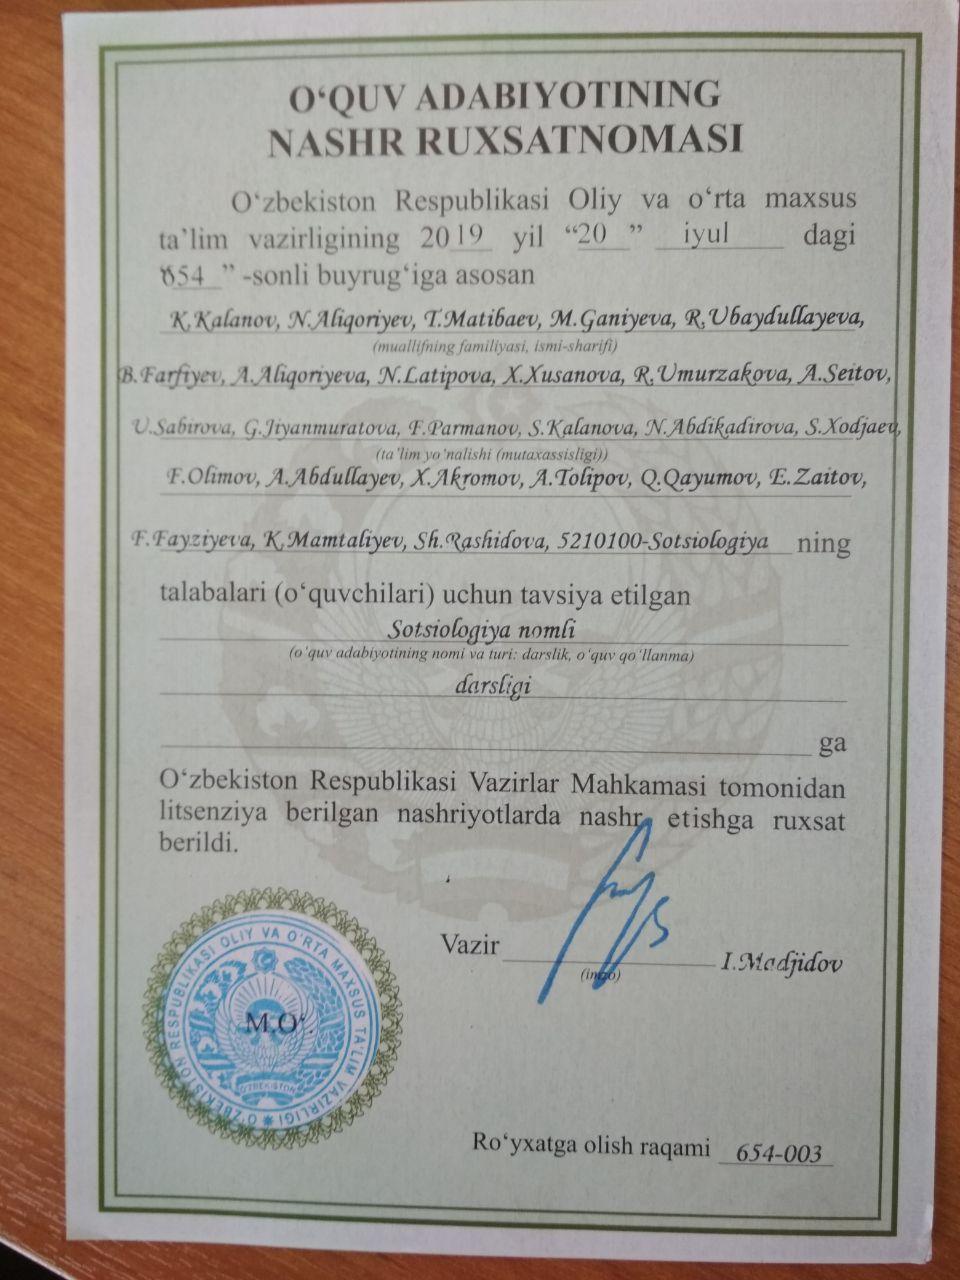 O‘QUV ADABIYOTINING
NASHR RUXSATNOMASI
O‘zbekiston Respublikasi Oliy va o‘rta maxsus
ta’lim vazirligining 2019 yil “20 ” iyul dagi
654 ” -sonli buyrug‘iga asosan
K.Kalanov, N.Aliqoriyev, T.Matibaev, M.Ganiyeva, R.Ubaydullayeva,
(muallifning familiyasi, ismi-sharifi)
B.Farfiyev, A.Aliqoriyeva, N.Latipova, X.Xusanova, R.Umurzakova, A.Seitov,
U.Sabirova, G.Jiyanmuratova, F.Parmanov, S.Kalanova, N.Abdikadirova, S.Xodjaev,
(ta’lim yo‘nalishi (mutaxassisligi))
F.Olimov, A.Abdullayev, X.Akromov, A.Tolipov, Q.Qayumov, E.Zaitov,
F.Fayziyeva, K.Mamtaliyev, Sh.Rashidova, 5210100-Sotsiologiya ning
talabalari (o‘quvchilari) uchun tavsiya etilgan
Sotsiologiya nomli
(o‘quv adabiyotining nomi va turi: darslik, o‘quv qo‘llanma)
darsligi
ga
O‘zbekiston Respublikasi Vazirlar Mahkamasi tomonidan
litsenziya berilgan nashriyotlarda nashr etishga ruxsat
berildi.
Vazir I.Madjidov
(imzo)
O‘ZBEKISTON RESPUBLIKASI OLIY VA O‘RTA MAXSUS TA’LIM VAZIRLIGI
M.O‘.
O‘ZBEKISTON
Ro‘yxatga olish raqami 654-003